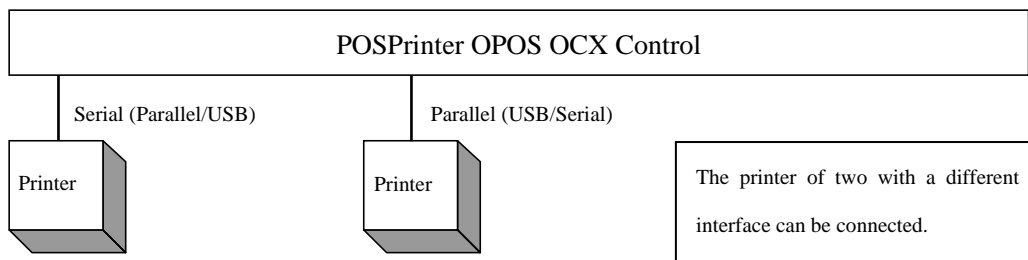 POSPrinter OPOS OCX Control
Serial (Parallel/USB)
Parallel (USB/Serial)
Printer
Printer
The printer of two with a different
interface can be connected.